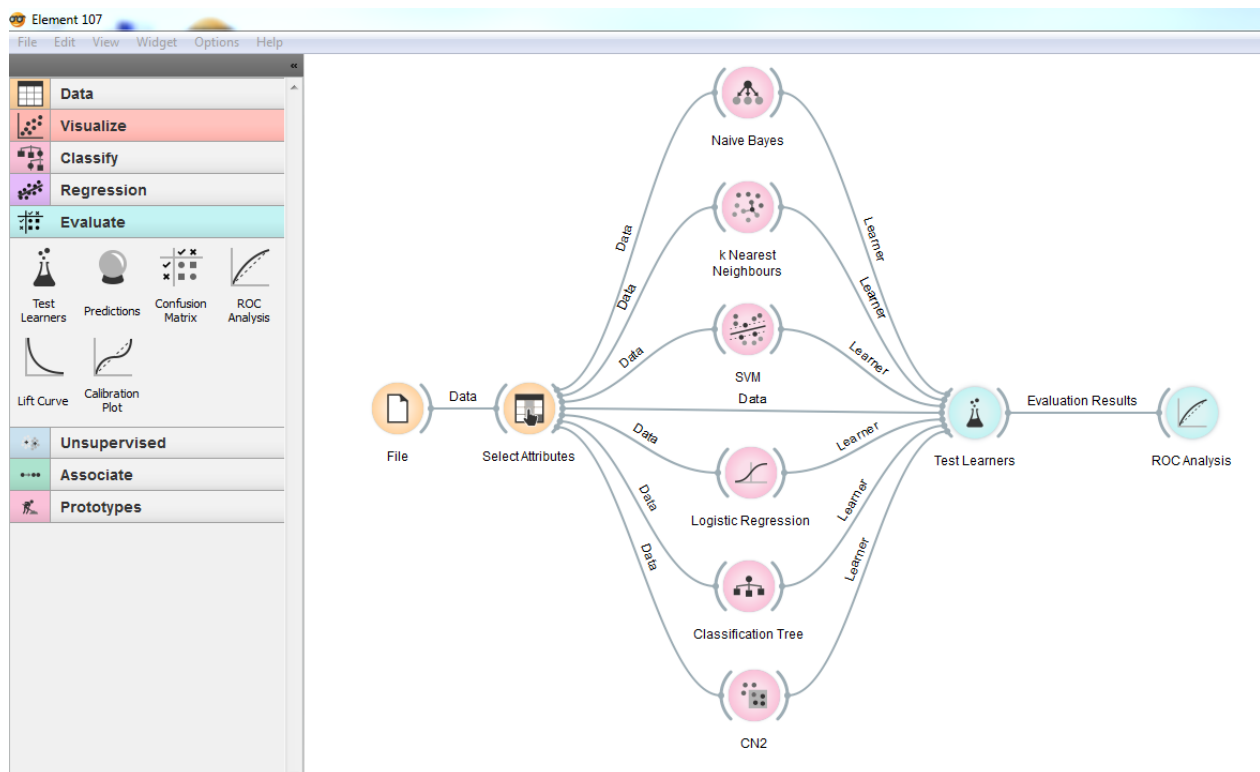 Element 107
File Edit View Widget Options Help
«
Data
Visualize
Classify
Regression
Evaluate
Test
Learners
Predictions
Confusion
Matrix
ROC
Analysis
Lift Curve
Calibration
Plot
Unsupervised
Associate
Prototypes
Naive Bayes
Data
Learner
k Nearest
Neighbours
Data
Learner
SVM
Data
Learner
File
Data
Select Attributes
Data
Test Learners
Evaluation Results
ROC Analysis
Data
Learner
Logistic Regression
Data
Learner
Classification Tree
Data
Learner
CN2